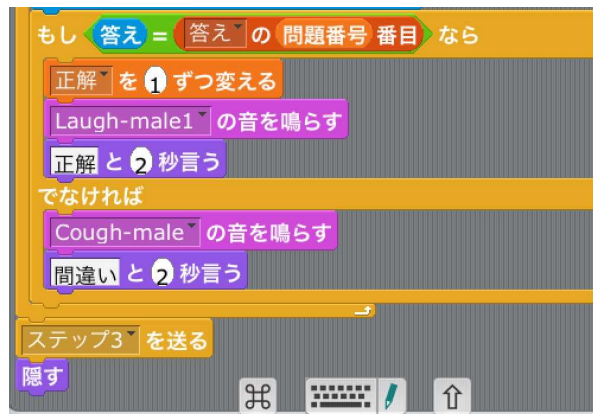 もし 答え = 答え の 問題番号 番目 なら
正解 を 1 ずつ変える
Laugh-male1 の音を鳴らす
正解 と 2 秒言う
でなければ
Cough-male の音を鳴らす
間違い と 2 秒言う
ステップ3 を送る
隠す